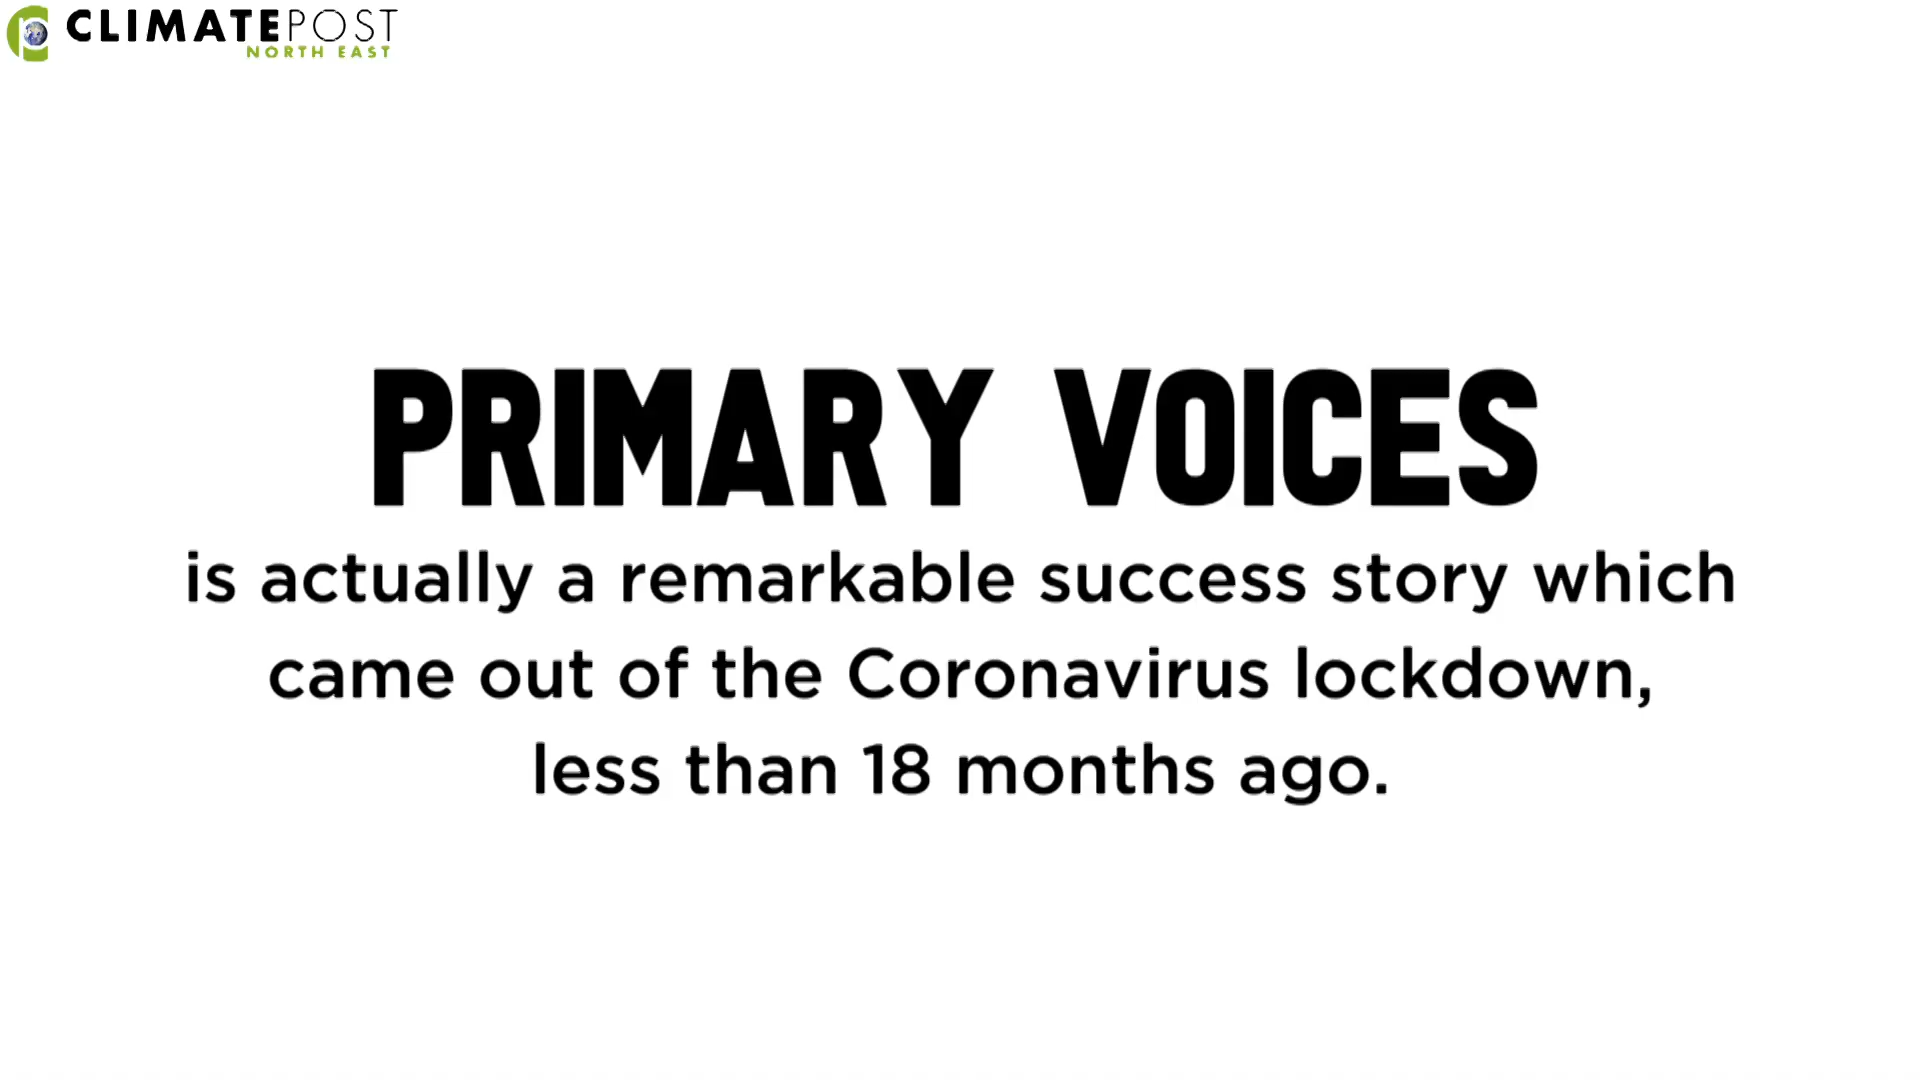 CLIMATEPOST
NORTH EAST
PRIMARY VOICES
is actually a remarkable success story which
came out of the Coronavirus lockdown,
less than 18 months ago.